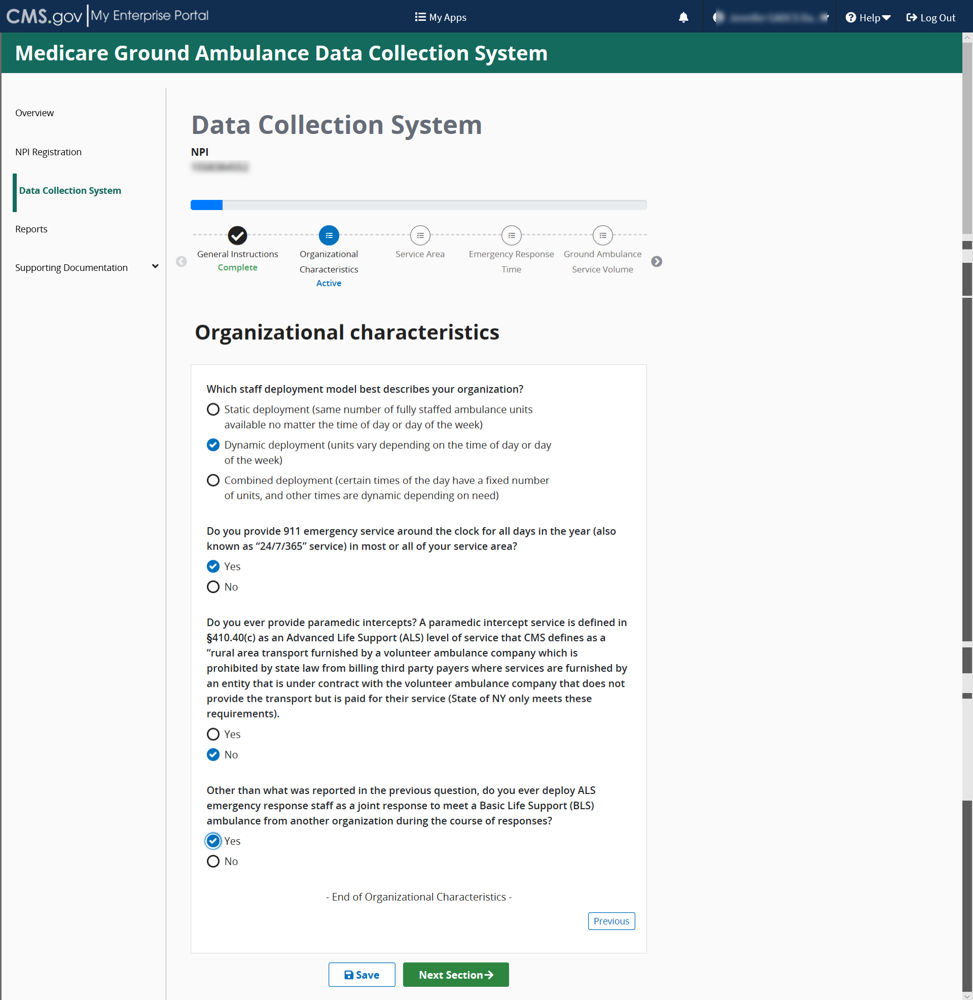 CMS.gov My Enterprise Portal
My Apps
Help
Log Out
Medicare Ground Ambulance Data Collection System
Overview
NPI Registration
Data Collection System
Reports
Supporting Documentation
Data Collection System
NPI
General Instructions
Complete
Organizational
Characteristics
Active
Service Area
Emergency Response
Time
Ground Ambulance
Service Volume
Organizational characteristics
Which staff deployment model best describes your organization?
Static deployment (same number of fully staffed ambulance units
available no matter the time of day or day of the week)
Dynamic deployment (units vary depending on the time of day or day
of the week)
Combined deployment (certain times of the day have a fixed number
of units, and other times are dynamic depending on need)
Do you provide 911 emergency service around the clock for all days in the year (also
known as “24/7/365” service) in most or all of your service area?
Yes
No
Do you ever provide paramedic intercepts? A paramedic intercept service is defined in
§410.40(c) as an Advanced Life Support (ALS) level of service that CMS defines as a
“rural area transport furnished by a volunteer ambulance company which is
prohibited by state law from billing third party payers where services are furnished by
an entity that is under contract with the volunteer ambulance company that does not
provide the transport but is paid for their service (State of NY only meets these
requirements).
Yes
No
Other than what was reported in the previous question, do you ever deploy ALS
emergency response staff as a joint response to meet a Basic Life Support (BLS)
ambulance from another organization during the course of responses?
Yes
No
- End of Organizational Characteristics -
Previous
Save
Next Section